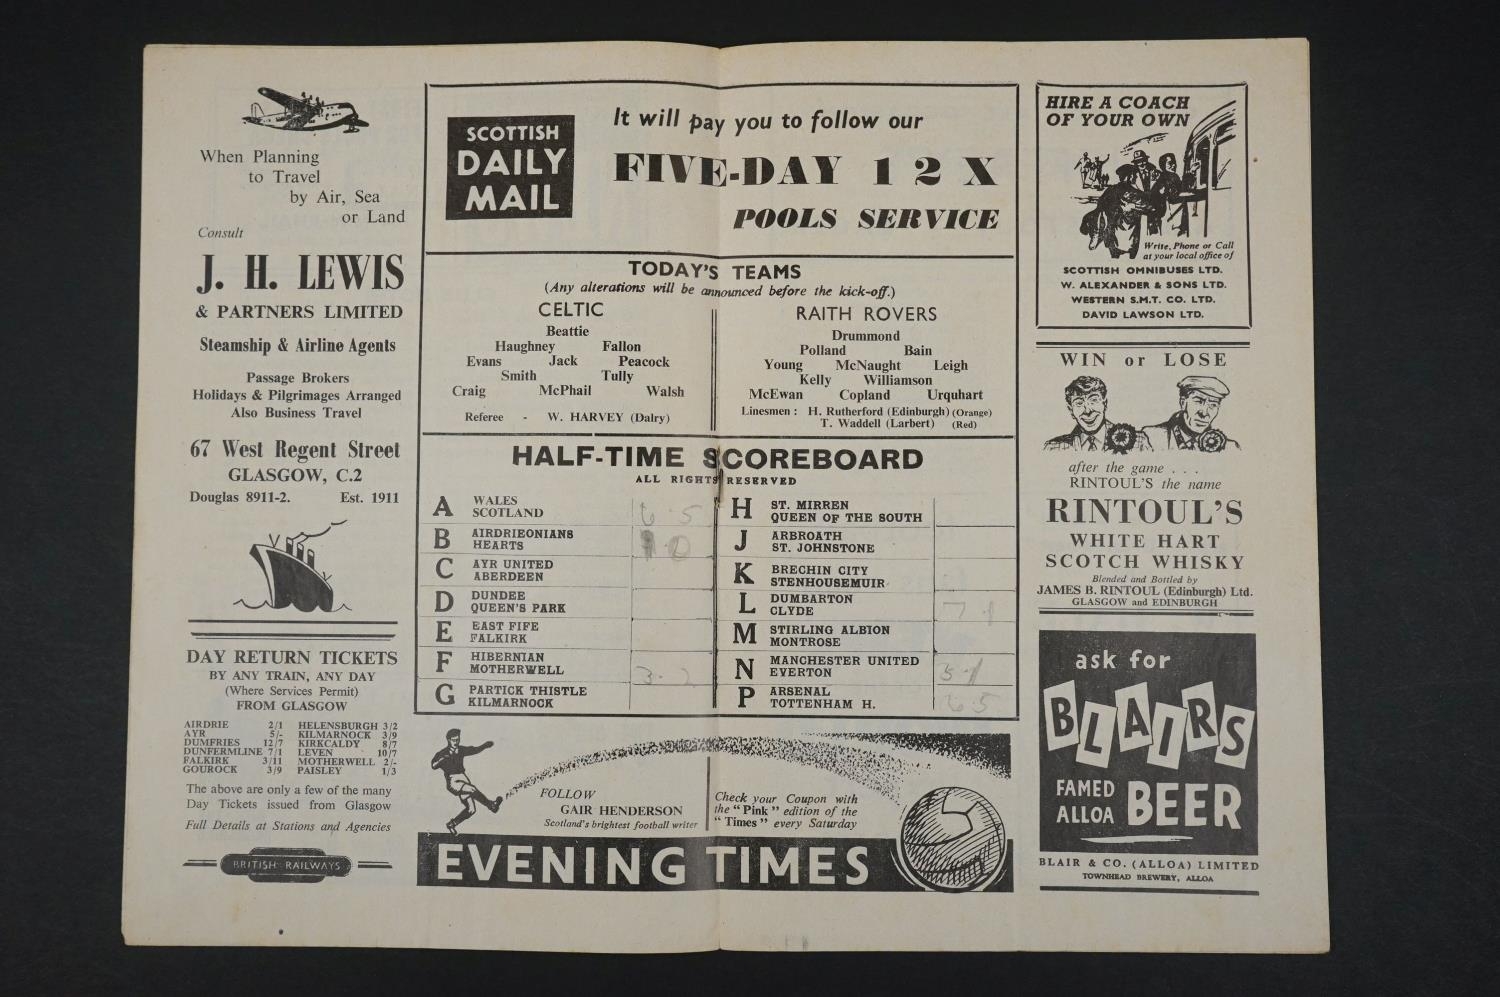 When Planning
to Travel
by Air, Sea
or Land
Consult
J. H. LEWIS
& PARTNERS LIMITED
Steamship & Airline Agents
Passage Brokers
Holidays & Pilgrimages Arranged
Also Business Travel
67 West Regent Street
GLASGOW, C.2
Douglas 8911-2. Est. 1911
DAY RETURN TICKETS
BY ANY TRAIN, ANY DAY
(Where Services Permit)
FROM GLASGOW
AIRDRIE 2/1 HELENSBURGH 3/2
AYR 5/- KILMARNOCK 3/9
DUMFRIES 12/7 KIRKCALDY 8/7
DUNFERMLINE 7/1 LEVEN 10/7
FALKIRK 3/11 MOTHERWELL 2/-
GOUROCK 3/9 PAISLEY 1/3
The above are only a few of the many
Day Tickets issued from Glasgow
Full Details at Stations and Agencies
BRITISH RAILWAYS
SCOTTISH
DAILY
MAIL
It will pay you to follow our
FIVE-DAY 1 2 X
POOLS SERVICE
TODAY'S TEAMS
(Any alterations will be announced before the kick-off.)
CELTIC
Beattie
Haughney Fallon
Evans Jack Peacock
Smith Tully
Craig McPhail Walsh
Referee - W. HARVEY (Dalry)
RAITH ROVERS
Drummond
Polland Bain
Young McNaught Leigh
Kelly Williamson
McEwan Copland Urquhart
Linesmen : H. Rutherford (Edinburgh) (Orange)
T. Waddell (Larbert) (Red)
HALF-TIME SCOREBOARD
ALL RIGHTS RESERVED
A WALES
SCOTLAND 6 5
B AIRDRIEONIANS
HEARTS 0
C AYR UNITED
ABERDEEN
D DUNDEE
QUEEN'S PARK
E EAST FIFE
FALKIRK
F HIBERNIAN
MOTHERWELL 3-2
G PARTICK THISTLE
KILMARNOCK
H ST. MIRREN
QUEEN OF THE SOUTH
J ARBROATH
ST. JOHNSTONE
K BRECHIN CITY
STENHOUSEMUIR
L DUMBARTON
CLYDE 7-1
M STIRLING ALBION
MONTROSE
N MANCHESTER UNITED
EVERTON 5-1
P ARSENAL
TOTTENHAM H. 6 5
FOLLOW
GAIR HENDERSON
Scotland's brightest football writer
Check your Coupon with
the "Pink" edition of the
"Times" every Saturday
EVENING TIMES
HIRE A COACH
OF YOUR OWN
Write, Phone or Call
at your local office of
SCOTTISH OMNIBUSES LTD.
W. ALEXANDER & SONS LTD.
WESTERN S.M.T. CO. LTD.
DAVID LAWSON LTD.
WIN or LOSE
after the game . . .
RINTOUL'S the name
RINTOUL'S
WHITE HART
SCOTCH WHISKY
Blended and Bottled by
JAMES B. RINTOUL (Edinburgh) Ltd.
GLASGOW and EDINBURGH
ask for
BLAIRS
FAMED
ALLOA BEER
BLAIR & CO. (ALLOA) LIMITED
TOWNHEAD BREWERY, ALLOA